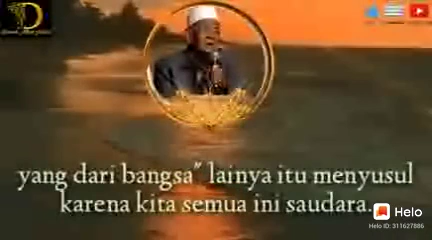 yang dari bangsa" lainya itu menyusul
karena kita semua ini saudara.
Helo
Helo ID: 311627886